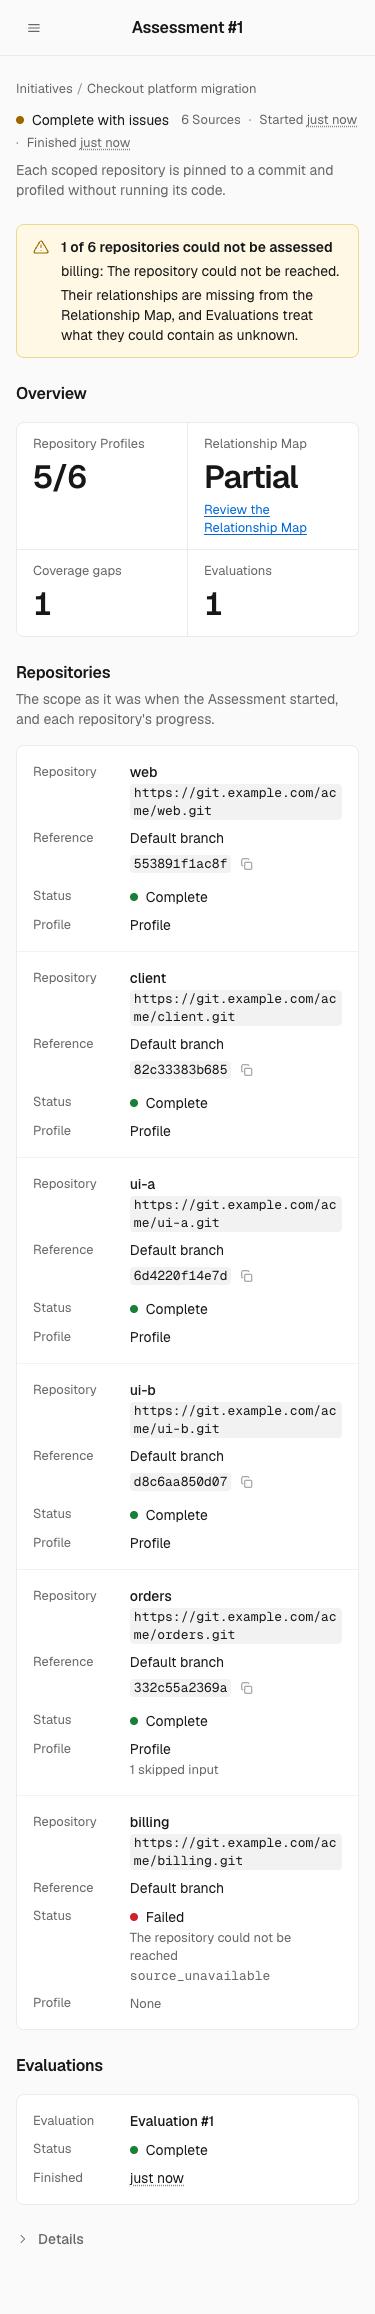 Assessment #1
Initiatives / Checkout platform migration
Complete with issues 6 Sources · Started just now
· Finished just now
Each scoped repository is pinned to a commit and
profiled without running its code.
1 of 6 repositories could not be assessed
billing: The repository could not be reached.
Their relationships are missing from the
Relationship Map, and Evaluations treat
what they could contain as unknown.
Overview
Repository Profiles
5/6
Relationship Map
Partial
Review the
Relationship Map
Coverage gaps
1
Evaluations
1
Repositories
The scope as it was when the Assessment started,
and each repository's progress.
Repository web
https://git.example.com/ac
me/web.git
Reference Default branch
553891f1ac8f
Status Complete
Profile Profile
Repository client
https://git.example.com/ac
me/client.git
Reference Default branch
82c33383b685
Status Complete
Profile Profile
Repository ui-a
https://git.example.com/ac
me/ui-a.git
Reference Default branch
6d4220f14e7d
Status Complete
Profile Profile
Repository ui-b
https://git.example.com/ac
me/ui-b.git
Reference Default branch
d8c6aa850d07
Status Complete
Profile Profile
Repository orders
https://git.example.com/ac
me/orders.git
Reference Default branch
332c55a2369a
Status Complete
Profile Profile
1 skipped input
Repository billing
https://git.example.com/ac
me/billing.git
Reference Default branch
Status Failed
The repository could not be
reached
source_unavailable
Profile None
Evaluations
Evaluation Evaluation #1
Status Complete
Finished just now
Details